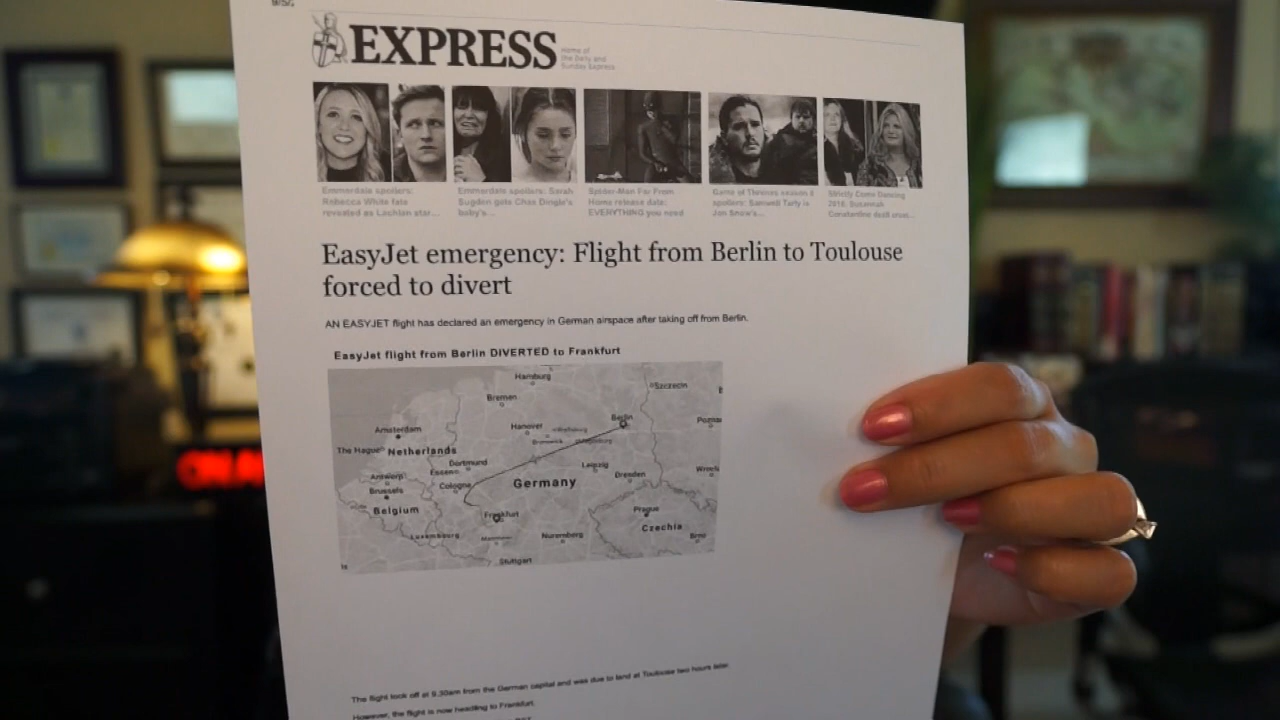 EXPRESS
Home of
the Daily and
Sunday Express
Emmerdale spoilers:
Rebecca White fate
revealed as Lachlan star...
Emmerdale spoilers: Sarah
Sugden gets Chas Dingle's
baby's...
Spider-Man Far From
Home release date:
EVERYTHING you need
Game of Thrones season 8
spoilers: Samwell Tarly is
Jon Snow's...
Strictly Come Dancing
2018: Susannah
Constantine dealt
EasyJet emergency: Flight from Berlin to Toulouse
forced to divert
AN EASYJET flight has declared an emergency in German airspace after taking off from Berlin.
EasyJet flight from Berlin DIVERTED to Frankfurt
Hamburg
Szczecin
Bremen
Berlin
Amsterdam
Hanover
Wolfsburg
The Hague
Netherlands
Brunswick
Magdeburg
Dortmund
Essen
Leipzig
Antwerp
Cologne
Germany
Dresden
Brussels
Belgium
Frankfurt
Prague
Czechia
Luxembourg
Nuremberg
Brno
Stuttgart
The flight took off at 9.30am from the German capital and was due to land at Toulouse two hours later.
However, the flight is now heading to Frankfurt.